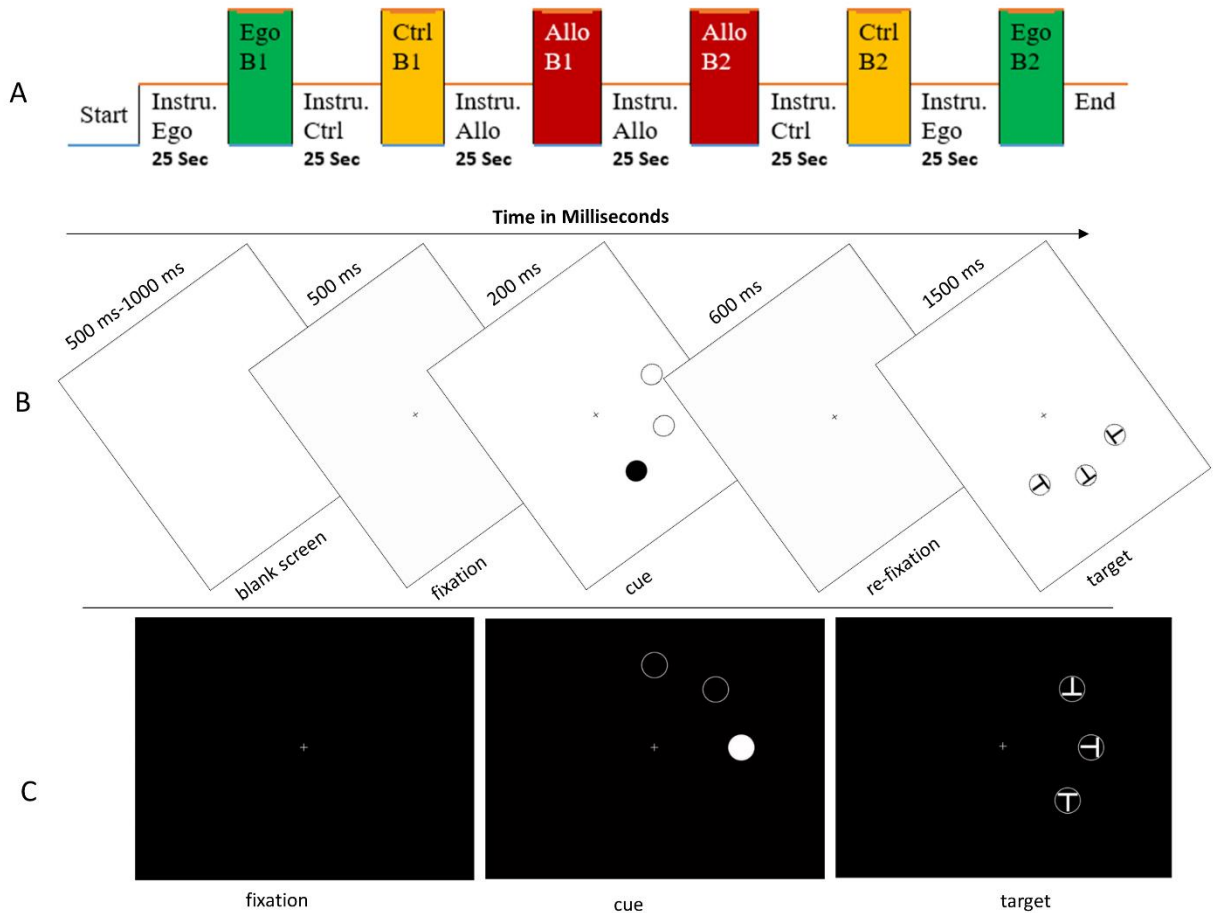 A
Start
Instru.
Ego
25 Sec
Ego
B1
Instru.
Ctrl
25 Sec
Ctrl
B1
Instru.
Allo
25 Sec
Allo
B1
Instru.
Allo
25 Sec
Allo
B2
Instru.
Ctrl
25 Sec
Ctrl
B2
Instru.
Ego
25 Sec
Ego
B2
End
Time in Milliseconds
B
500 ms-1000 ms
500 ms
200 ms
600 ms
1500 ms
blank screen
fixation
cue
re-fixation
target
C
fixation
cue
target